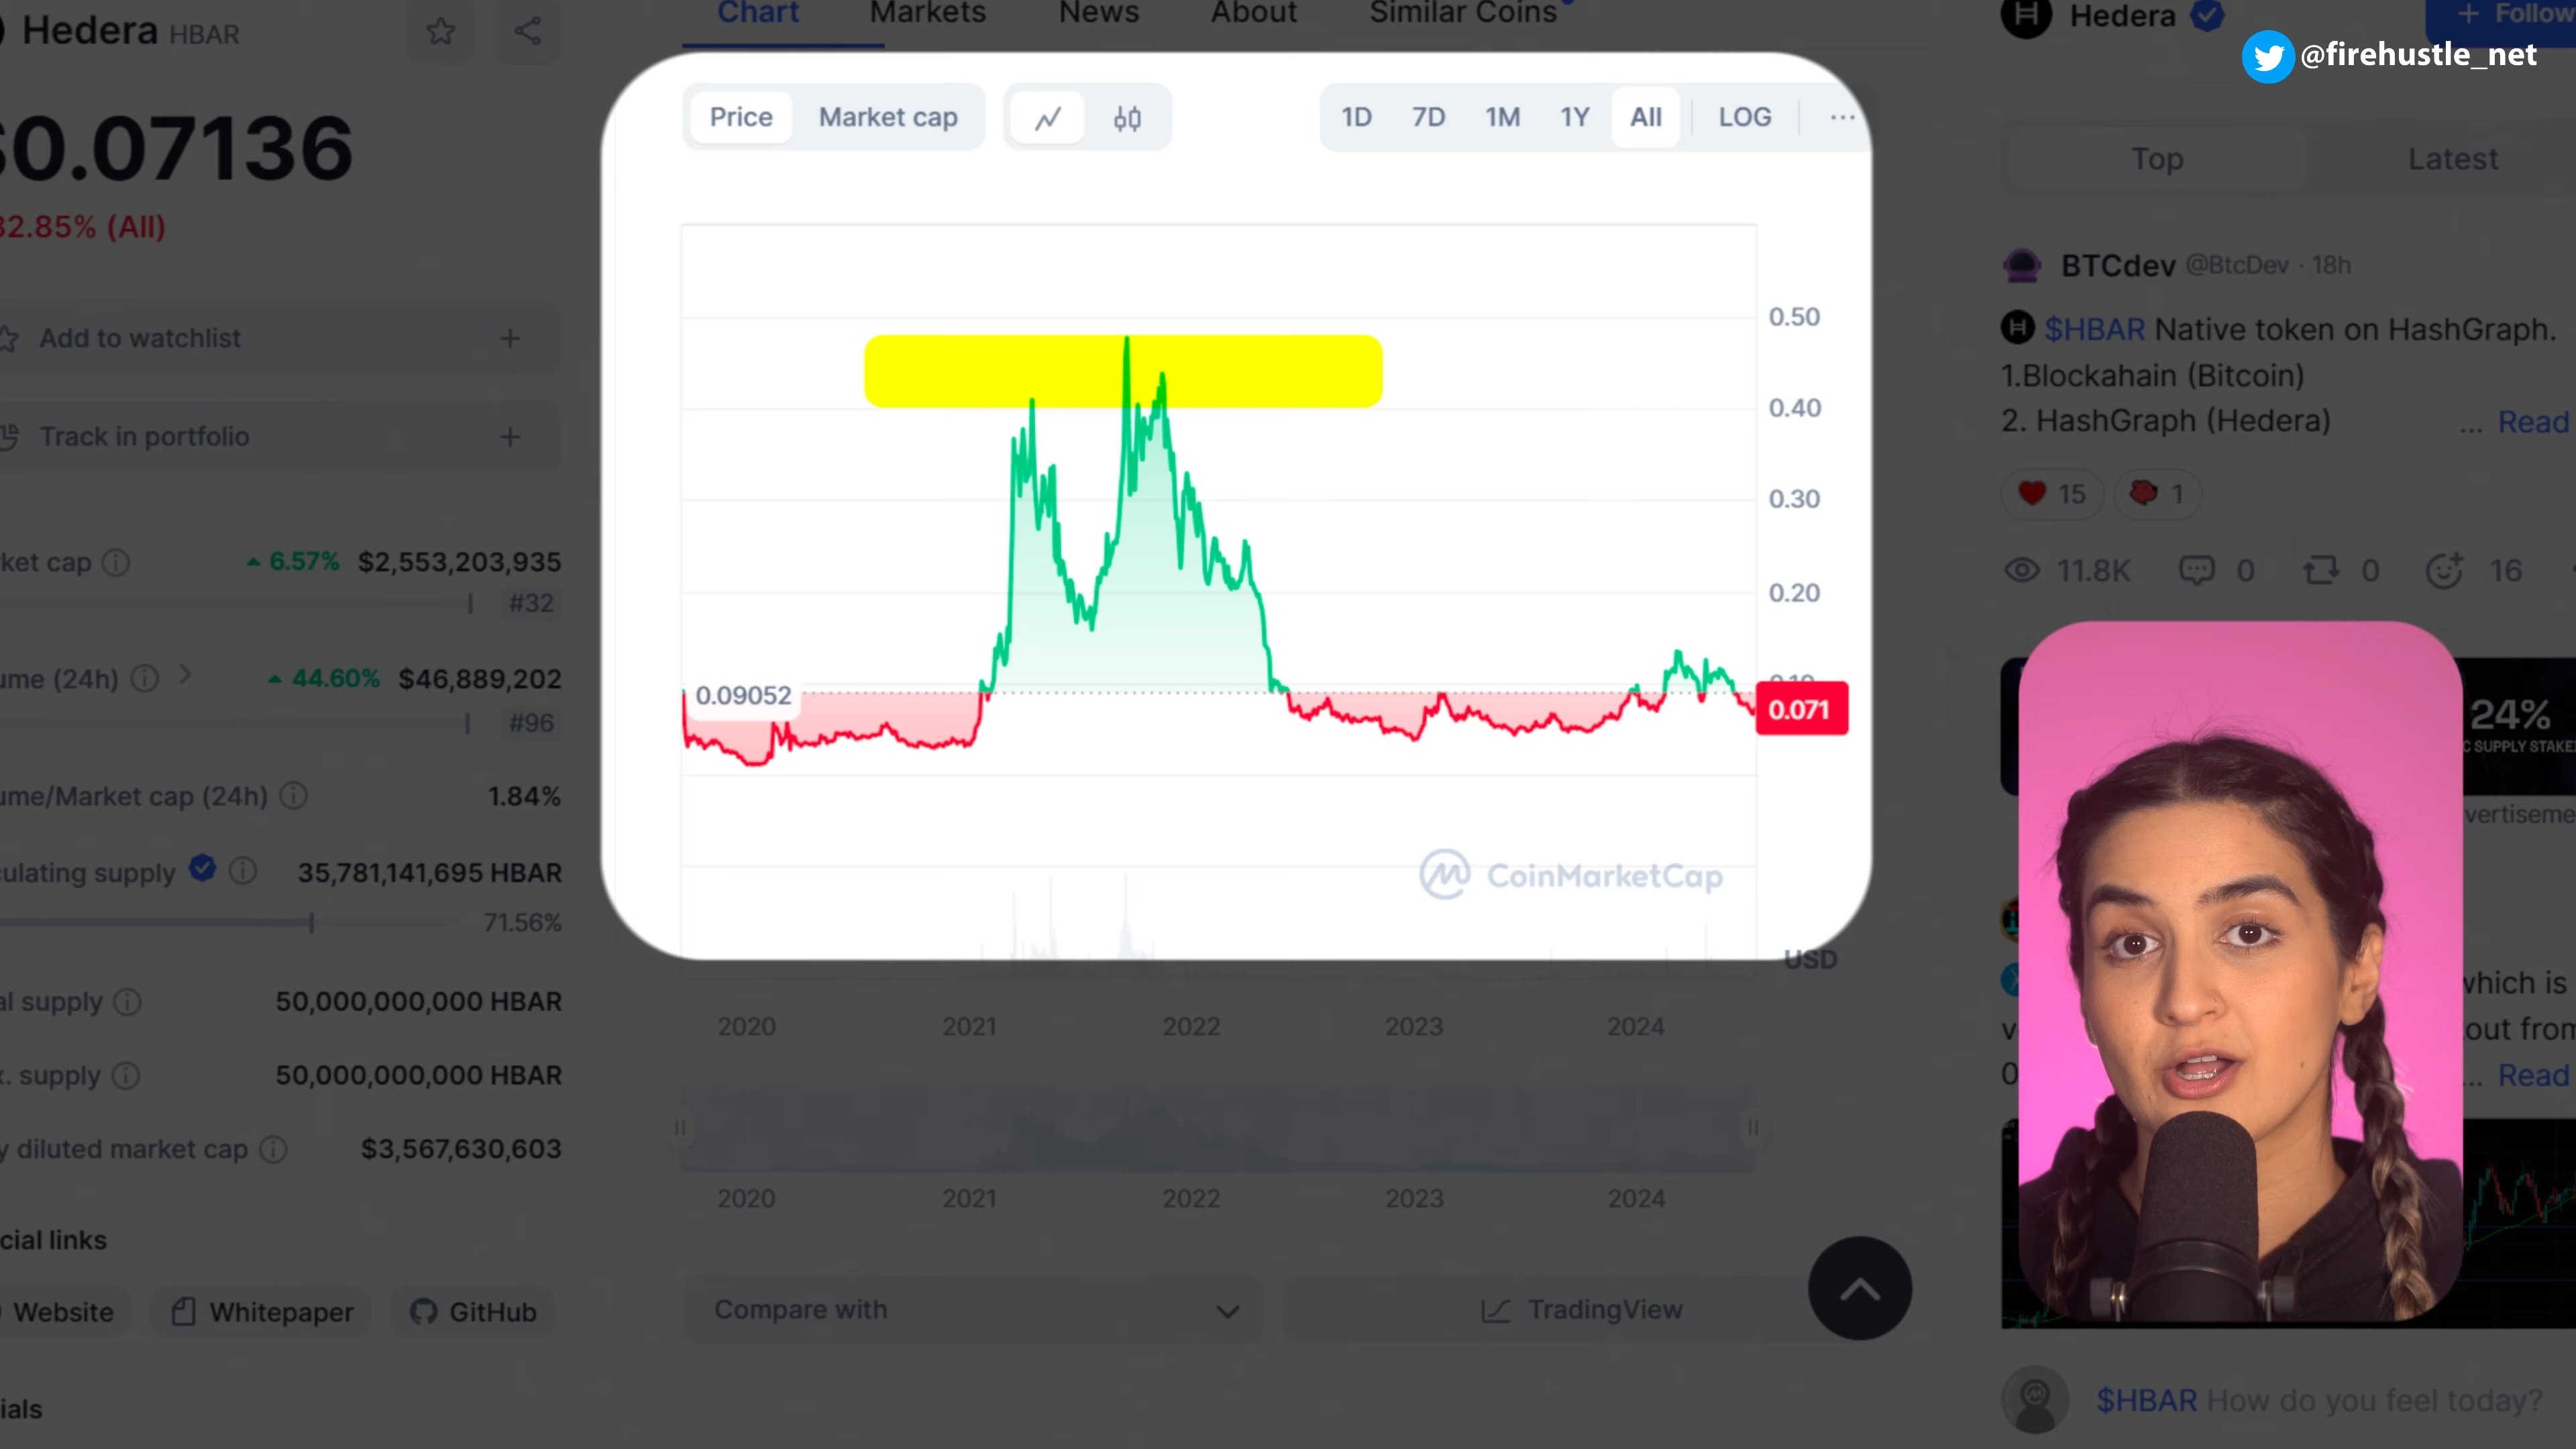 Hedera HBAR
$0.07136
32.85% (All)
Add to watchlist
Track in portfolio
ket cap 6.57% $2,553,203,935
#32
ume (24h) 44.60% $46,889,202
#96
ume/Market cap (24h) 1.84%
culating supply 35,781,141,695 HBAR
71.56%
al supply 50,000,000,000 HBAR
x. supply 50,000,000,000 HBAR
y diluted market cap $3,567,630,603
cial links
Website Whitepaper GitHub
ials
Chart Markets News About Similar Coins
Price Market cap 1D 7D 1M 1Y All LOG ...
0.50
0.40
0.30
0.20
0.10
0.09052
0.071
CoinMarketCap
USD
2020 2021 2022 2023 2024
2020 2021 2022 2023 2024
Compare with TradingView
Hedera + Follow
@firehustle_net
Top Latest
BTCdev @BtcDev · 18h
$HBAR Native token on HashGraph.
1.Blockahain (Bitcoin)
2. HashGraph (Hedera) ... Read
15 1
11.8K 0 0 16
24%
C SUPPLY STAKE
vertiseme
which is
v out from
0 ... Read
$HBAR How do you feel today?